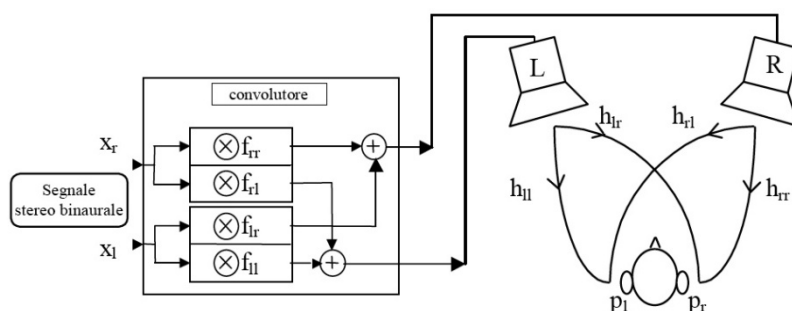 convolutore
L
R
x_r
h_lr
h_rl
⊗ f_rr
⊗ f_rl
Segnale
stereo binaurale
h_ll
h_rr
x_l
⊗ f_lr
⊗ f_ll
p_l
p_r